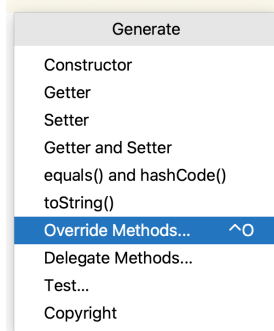 Generate
Constructor
Getter
Setter
Getter and Setter
equals() and hashCode()
toString()
Override Methods... ^O
Delegate Methods...
Test...
Copyright